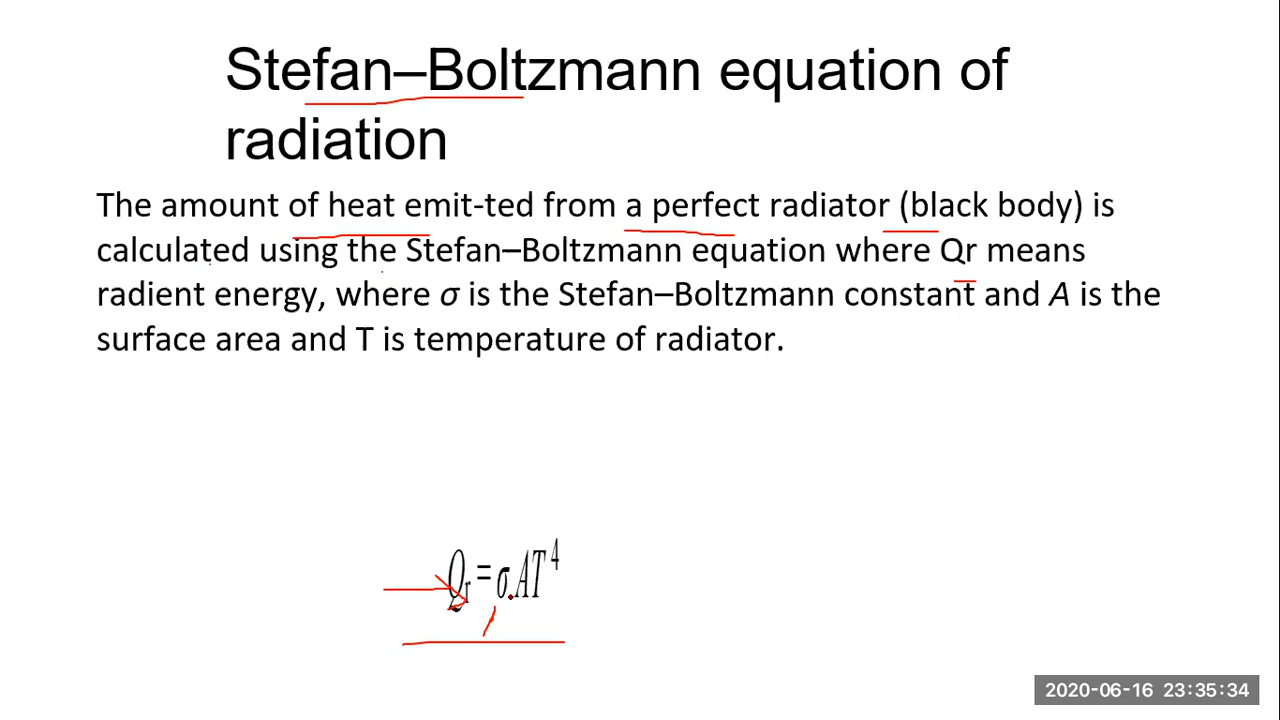 Stefan–Boltzmann equation of
radiation
The amount of heat emit-ted from a perfect radiator (black body) is
calculated using the Stefan–Boltzmann equation where Qr means
radient energy, where σ is the Stefan–Boltzmann constant and A is the
surface area and T is temperature of radiator.
Qr = σAT⁴
2020-06-16 23:35:34